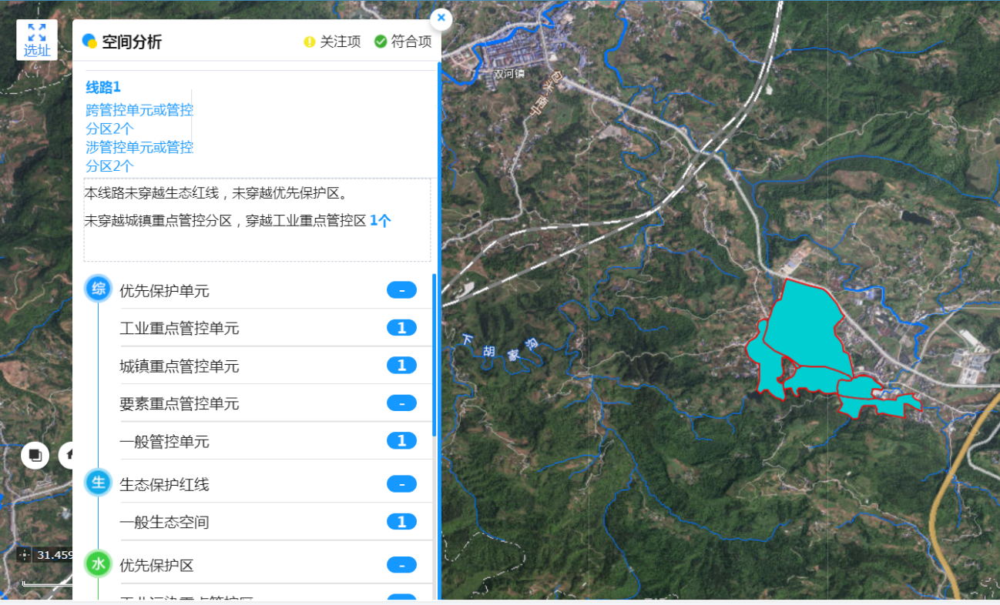 选址
空间分析
关注项
符合项
线路1
跨管控单元或管控
分区2个
涉管控单元或管控
分区2个
本线路未穿越生态红线，未穿越优先保护区。
未穿越城镇重点管控分区，穿越工业重点管控区 1个
综
优先保护单元 -
工业重点管控单元 1
城镇重点管控单元 1
要素重点管控单元 -
一般管控单元 1
生
生态保护红线 -
一般生态空间 1
水
优先保护区 -
31.459
双河镇
包茂-南宁
下胡家沟